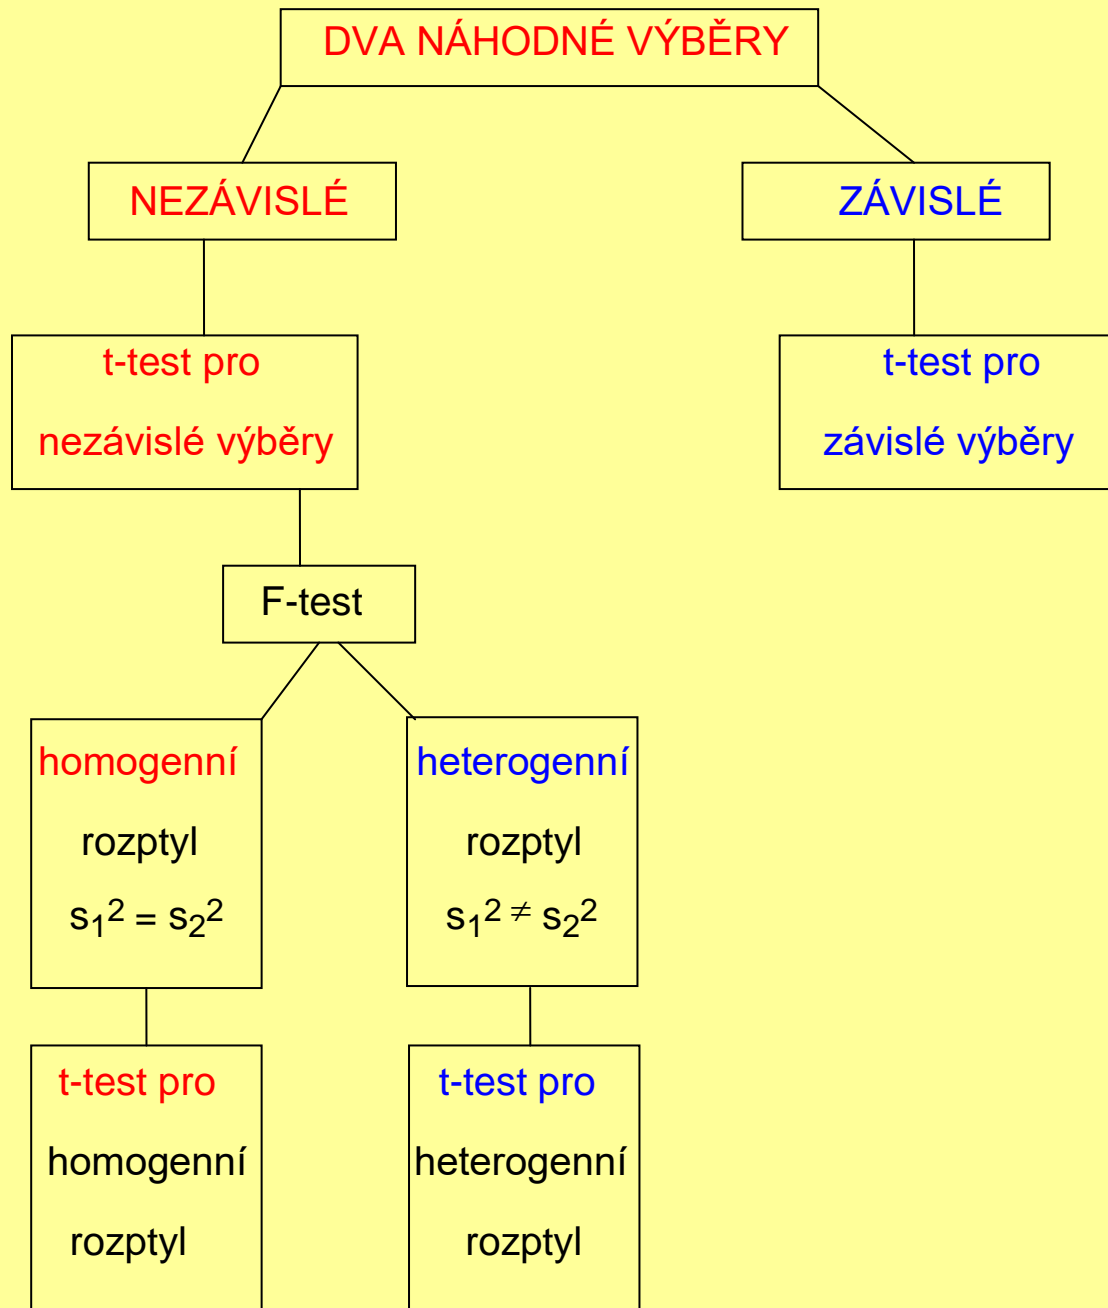 DVA NÁHODNÉ VÝBĚRY
NEZÁVISLÉ
ZÁVISLÉ
t-test pro
nezávislé výběry
t-test pro
závislé výběry
F-test
homogenní
rozptyl
s₁² = s₂²
heterogenní
rozptyl
s₁² ≠ s₂²
t-test pro
homogenní
rozptyl
t-test pro
heterogenní
rozptyl